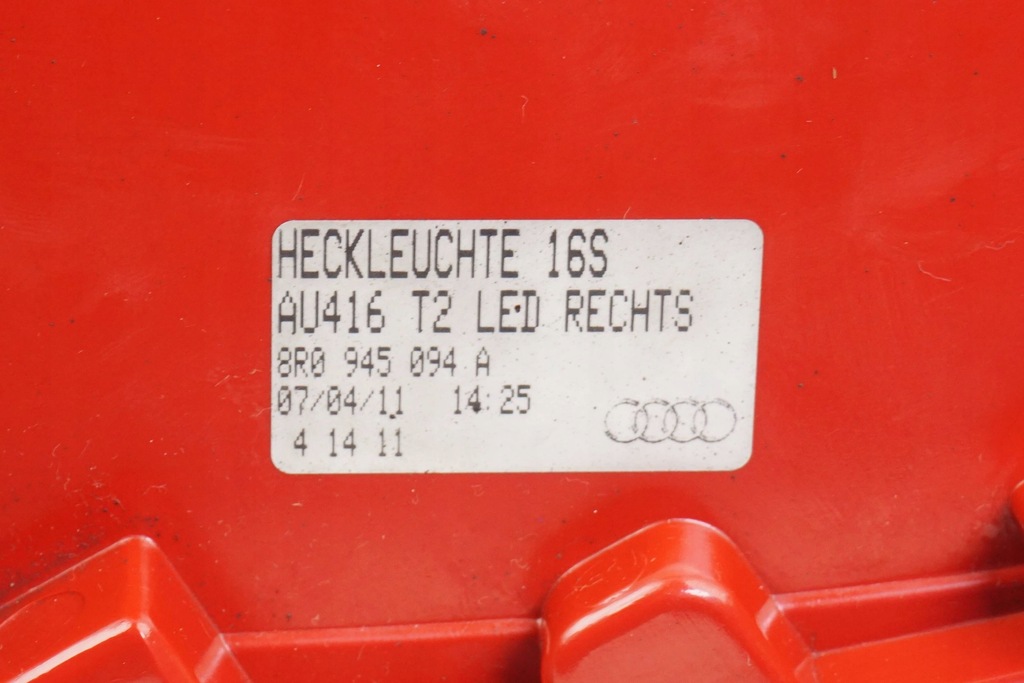 HECKLEUCHTE 16S
AU416 T2 LED RECHTS
8R0 945 094 A
07/04/11 14:25
4 14 11